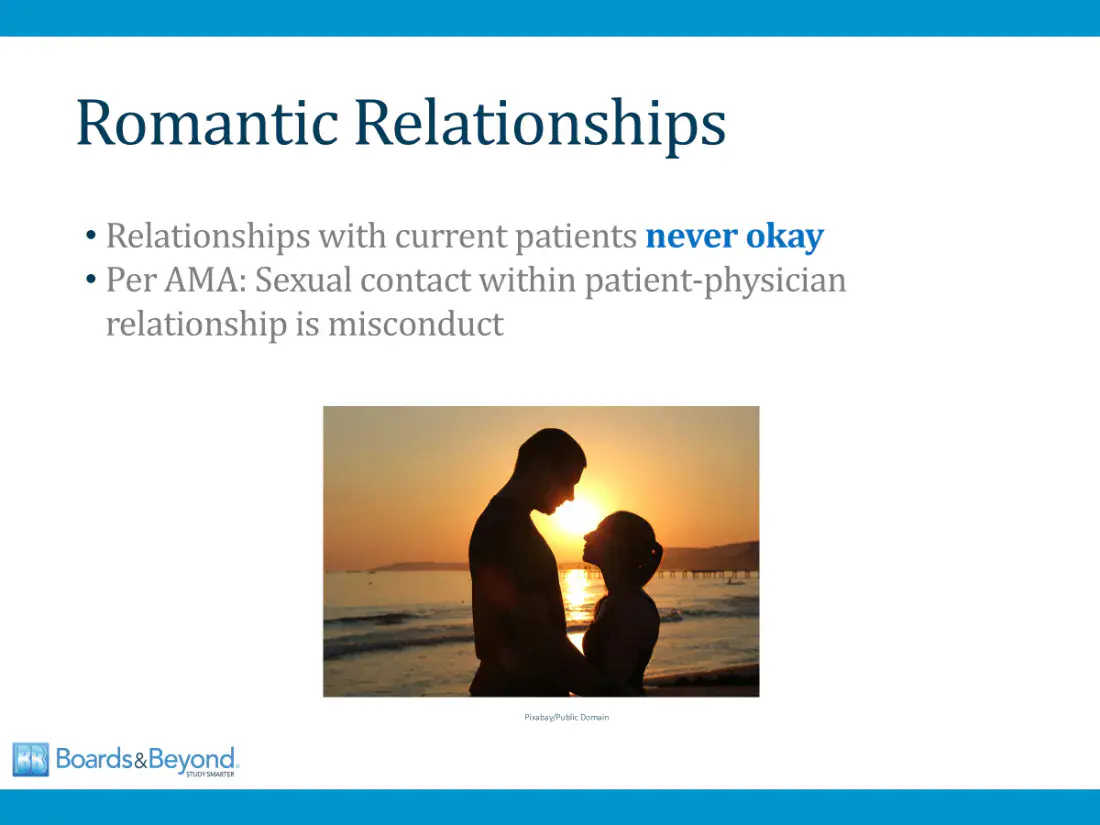 Romantic Relationships
• Relationships with current patients never okay
• Per AMA: Sexual contact within patient-physician
relationship is misconduct
Pixabay/Public Domain
BB Boards&Beyond.
STUDY SMARTER